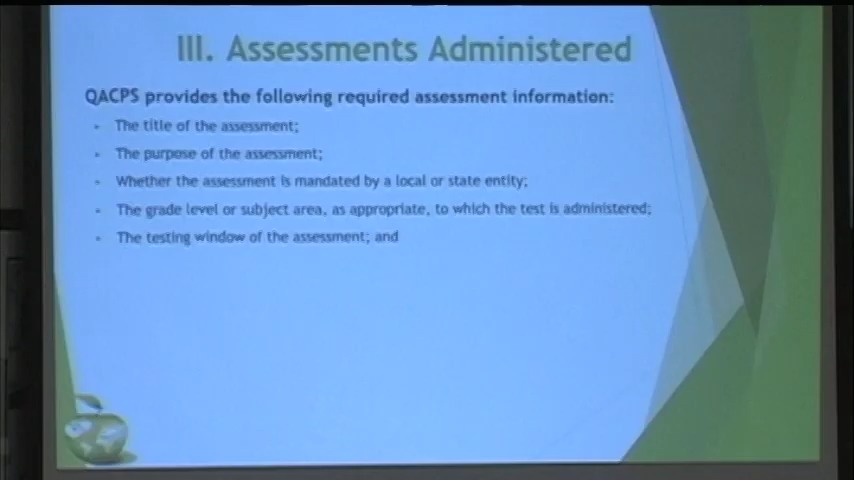 III. Assessments Administered
QACPS provides the following required assessment information:
The title of the assessment;
The purpose of the assessment;
Whether the assessment is mandated by a local or state entity;
The grade level or subject area, as appropriate, to which the test is administered;
The testing window of the assessment; and